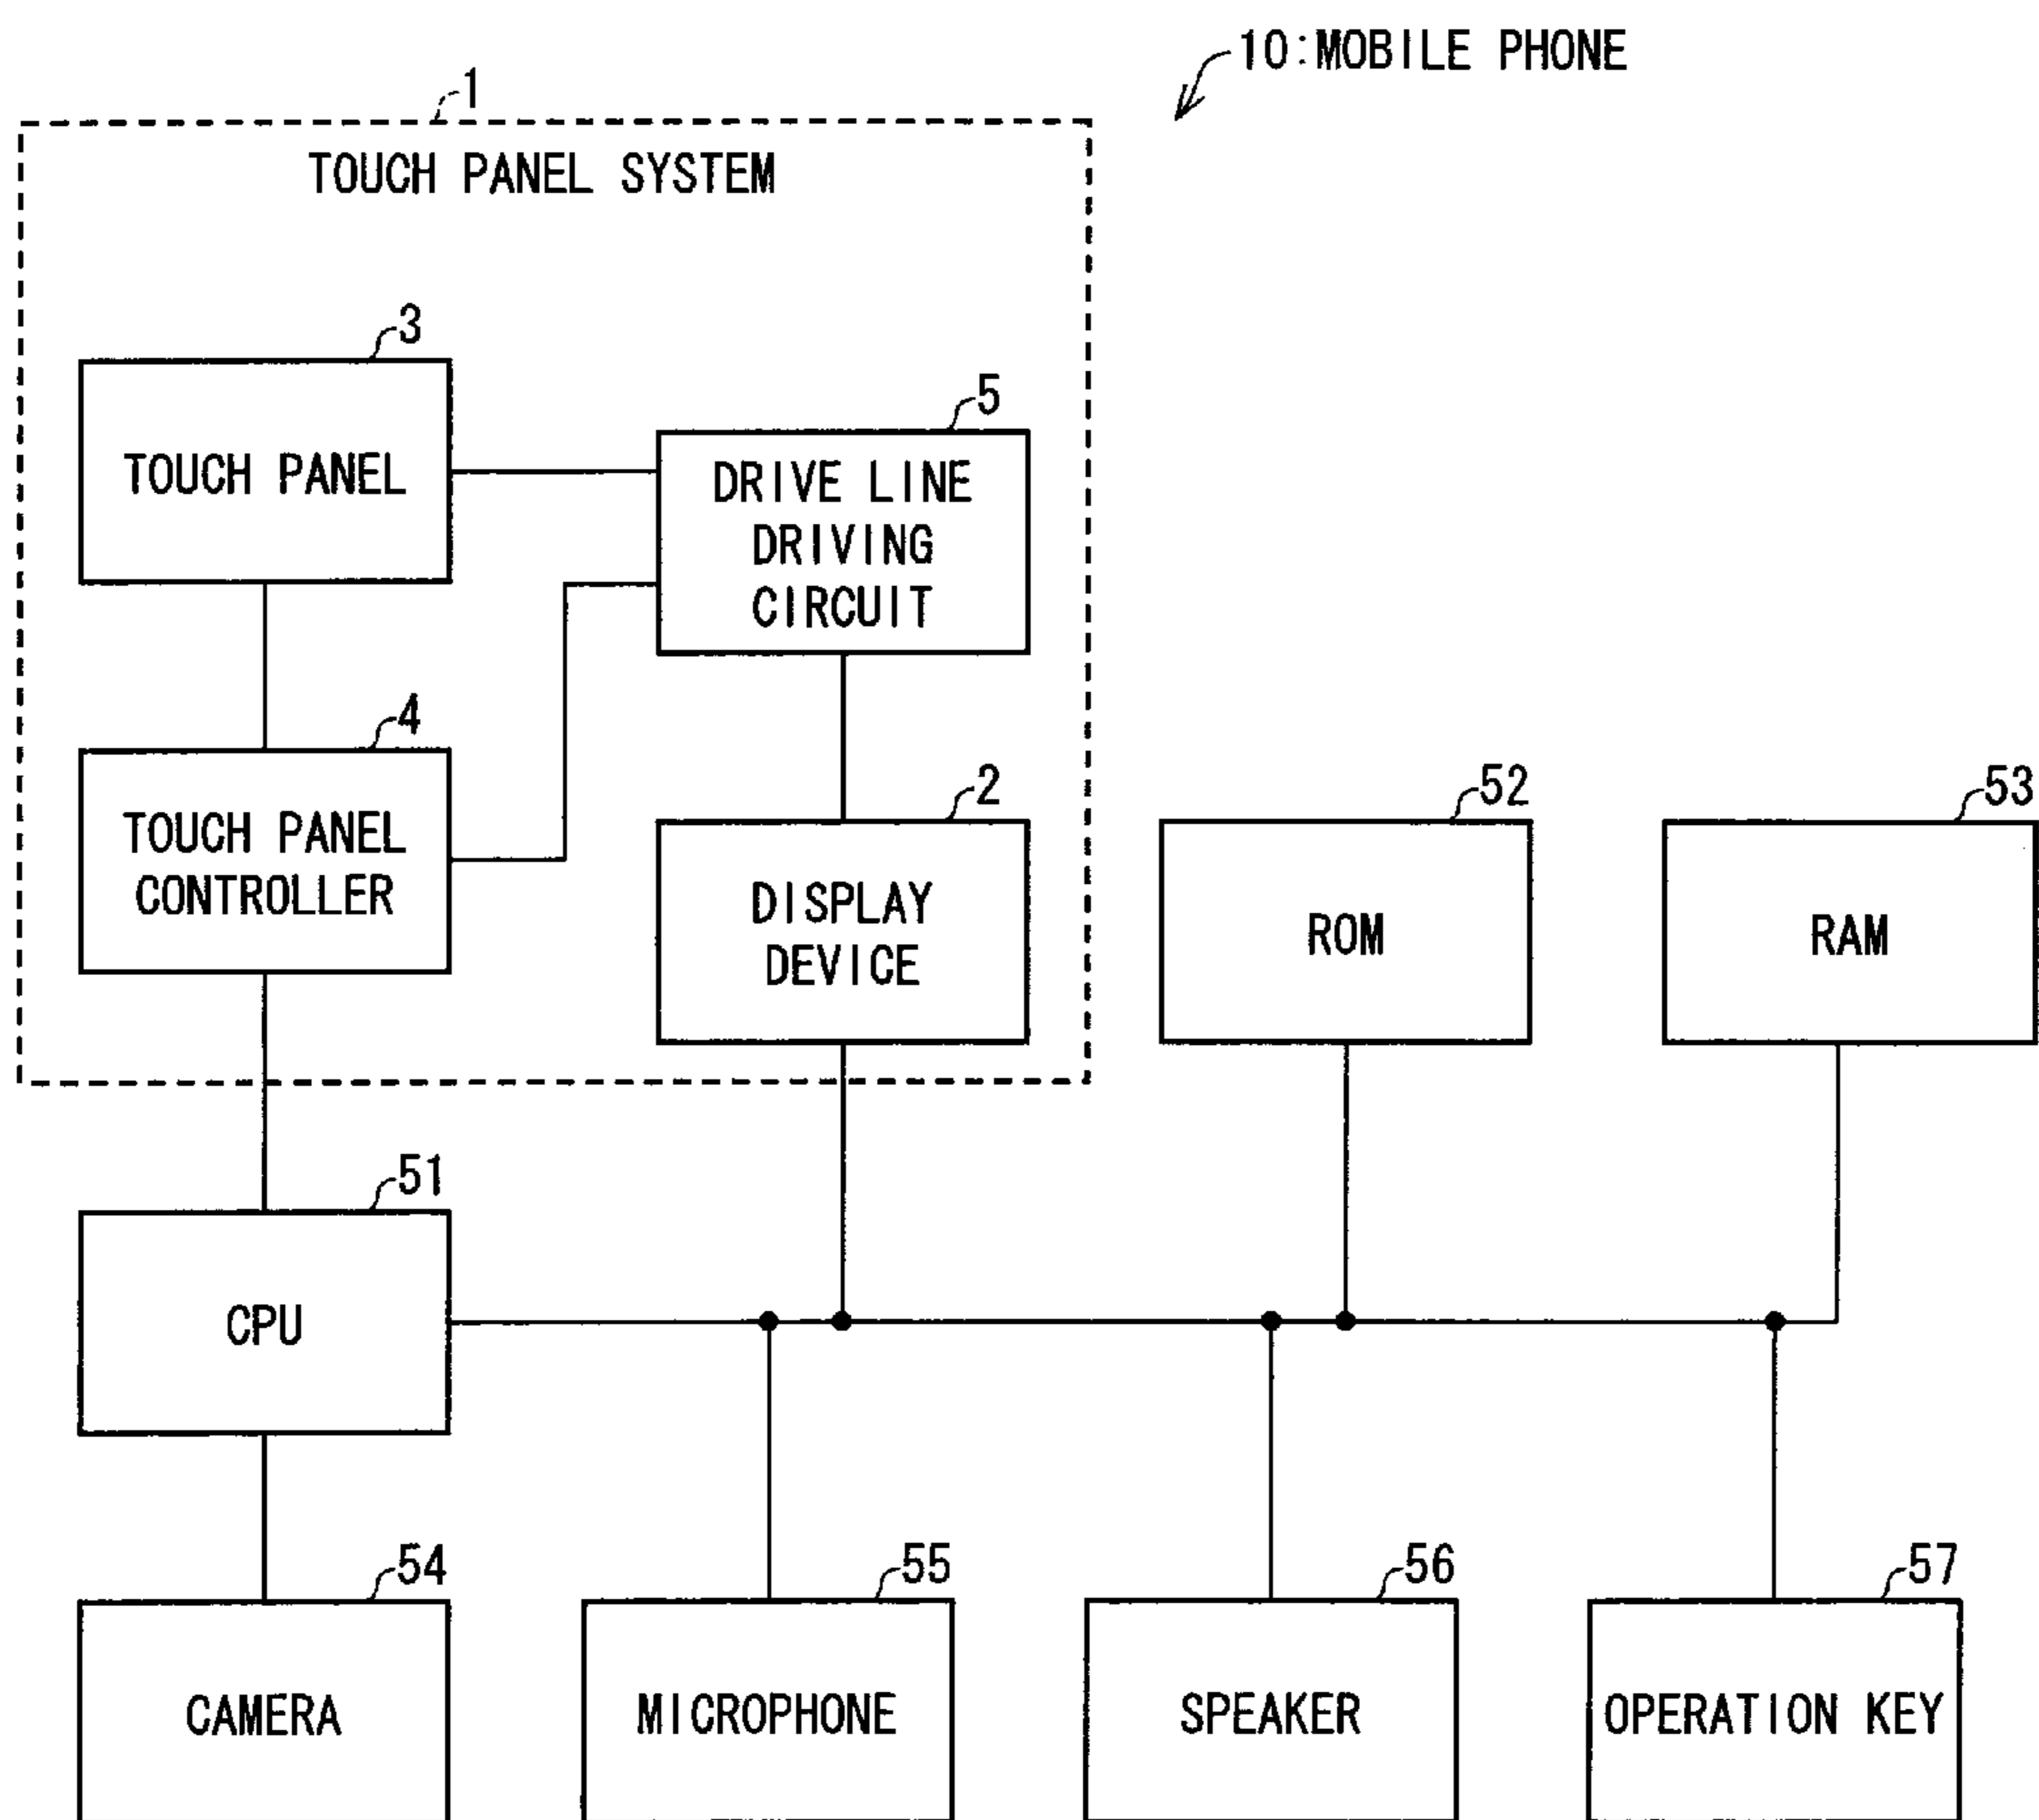 10:MOBILE PHONE
1
TOUCH PANEL SYSTEM
3
TOUCH PANEL
5
DRIVE LINE
DRIVING
CIRCUIT
4
TOUCH PANEL
CONTROLLER
2
DISPLAY
DEVICE
52
ROM
53
RAM
51
CPU
54
CAMERA
55
MICROPHONE
56
SPEAKER
57
OPERATION KEY